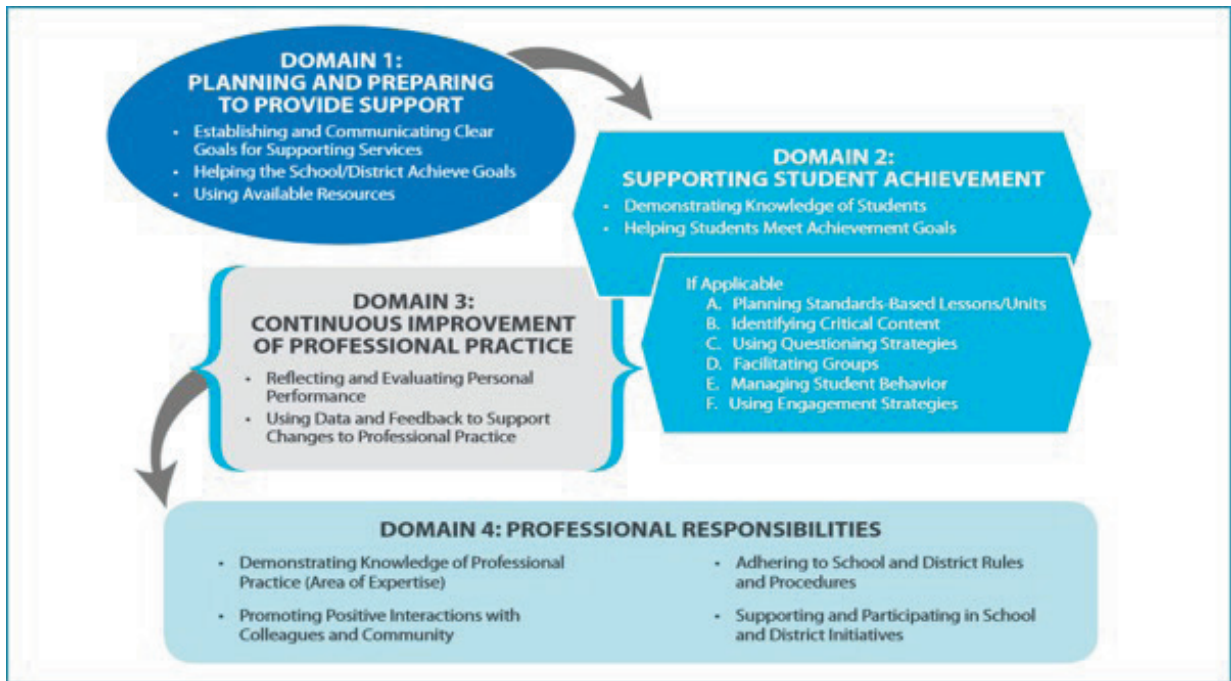 DOMAIN 1:
PLANNING AND PREPARING
TO PROVIDE SUPPORT
• Establishing and Communicating Clear
Goals for Supporting Services
• Helping the School/District Achieve Goals
• Using Available Resources
DOMAIN 2:
SUPPORTING STUDENT ACHIEVEMENT
• Demonstrating Knowledge of Students
• Helping Students Meet Achievement Goals
If Applicable
A. Planning Standards-Based Lessons/Units
B. Identifying Critical Content
C. Using Questioning Strategies
D. Facilitating Groups
E. Managing Student Behavior
F. Using Engagement Strategies
DOMAIN 3:
CONTINUOUS IMPROVEMENT
OF PROFESSIONAL PRACTICE
• Reflecting and Evaluating Personal
Performance
• Using Data and Feedback to Support
Changes to Professional Practice
DOMAIN 4: PROFESSIONAL RESPONSIBILITIES
• Demonstrating Knowledge of Professional
Practice (Area of Expertise)
• Promoting Positive Interactions with
Colleagues and Community
• Adhering to School and District Rules
and Procedures
• Supporting and Participating in School
and District Initiatives